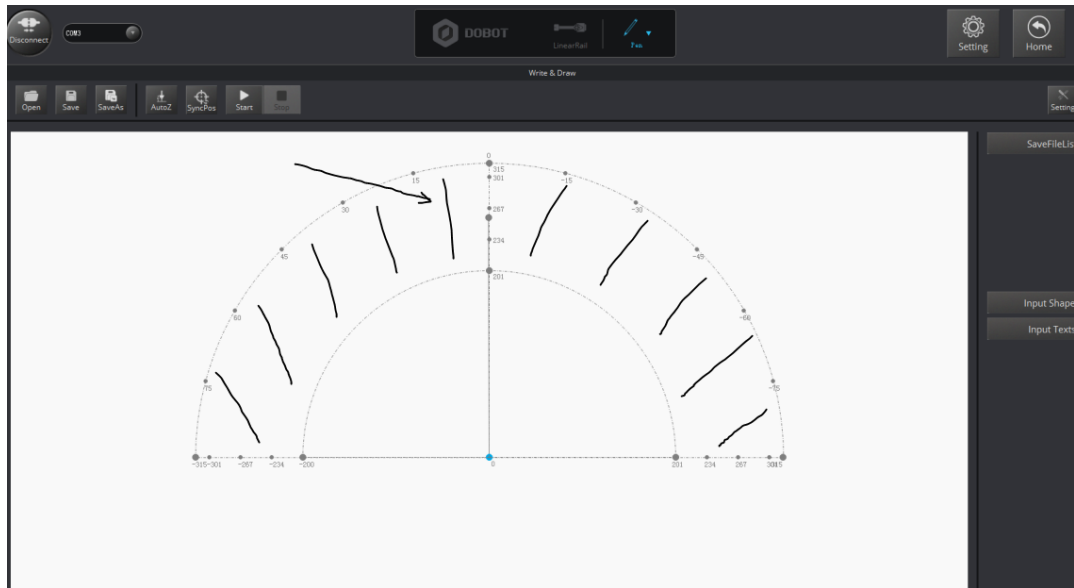 Disconnect
COM3
DOBOT
LinearRail
Pen
Setting
Home
Write & Draw
Open
Save
SaveAs
AutoZ
SyncPos
Start
Stop
Setting
SaveFileList
Input Shape
Input Texts
0
315
301
267
234
201
15
30
45
60
75
-15
-30
-45
-60
-75
-315
-301
-267
-234
-200
0
201
234
267
301
315